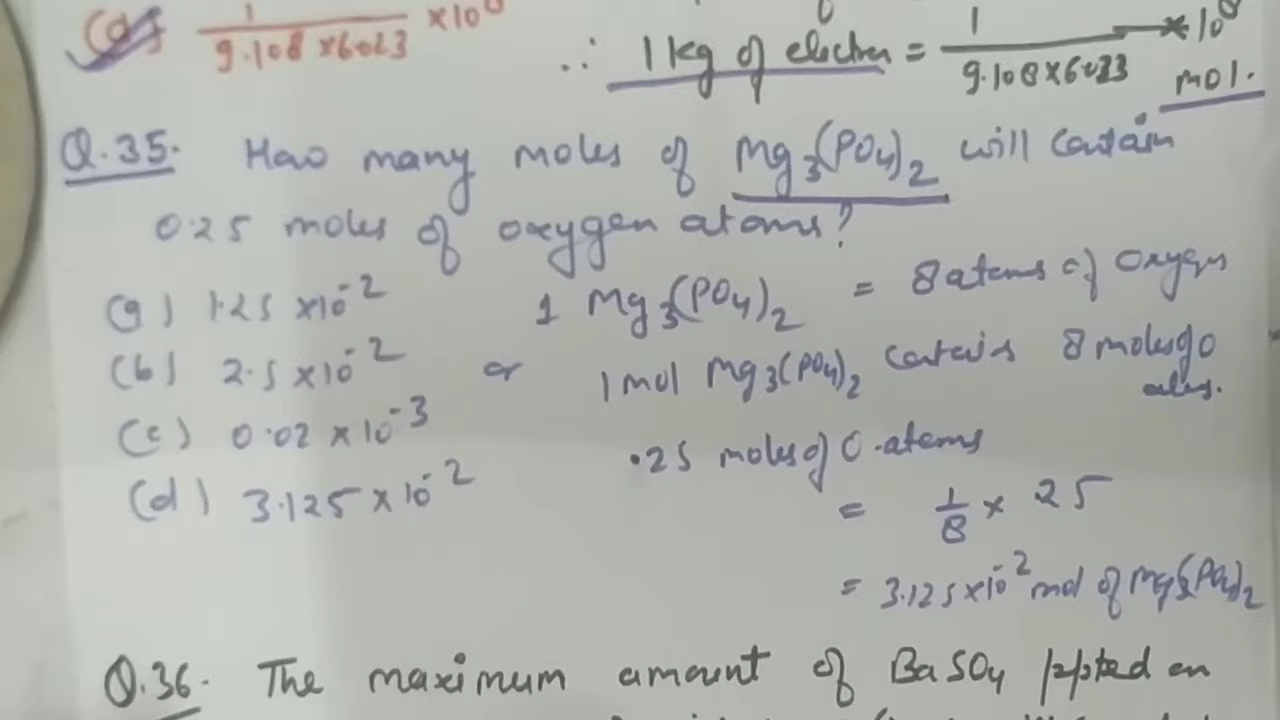 (d) 1/9.108×6.023 ×10⁸
∴ 1 kg of electron = 1/9.108×6.023 ×10⁸ mol.
Q.35. How many moles of Mg₃(PO₄)₂ will contain
0.25 moles of oxygen atoms?
(a) 1.25 ×10⁻²
(b) 2.5 ×10⁻²
(c) 0.02 ×10⁻³
(d) 3.125 ×10⁻²
1 Mg₃(PO₄)₂ = 8 atoms of oxygen
or 1 mol Mg₃(PO₄)₂ contains 8 moles of O
.25 moles of O-atoms
= 1/8 × 25
= 3.125 ×10⁻² mol of Mg₃(PO₄)₂
Q.36. The maximum amount of BaSO₄ ppted on